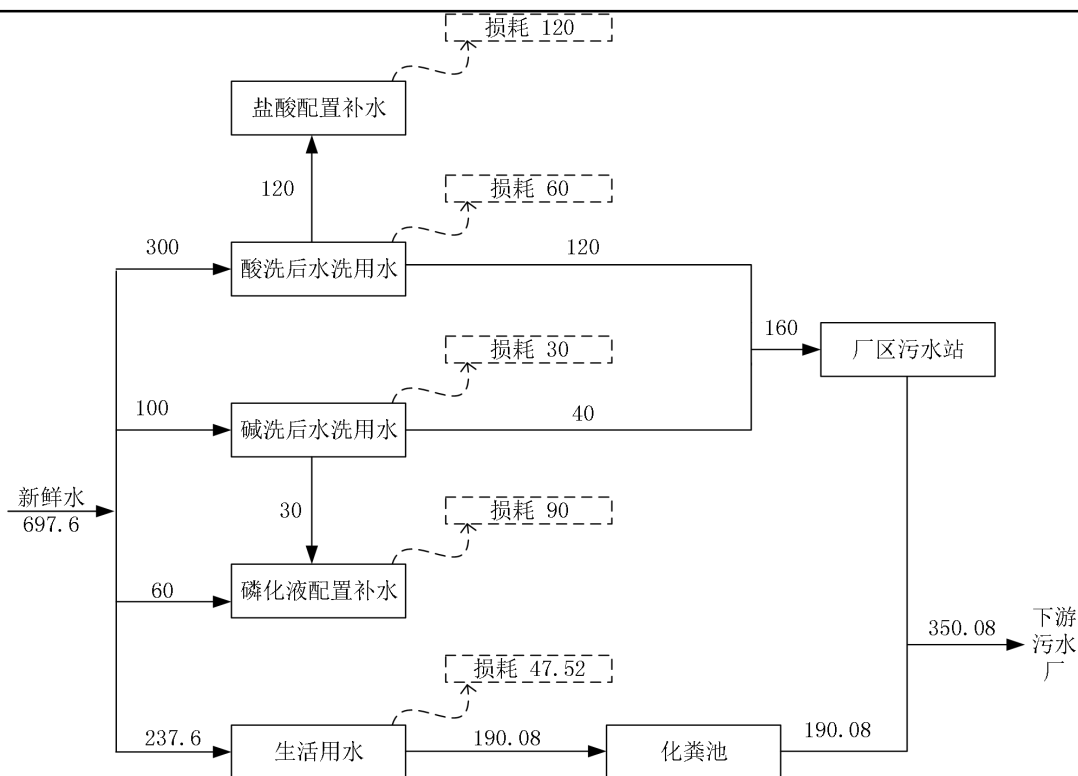 损耗 120
盐酸配置补水
120
损耗 60
300
酸洗后水洗用水
120
160
厂区污水站
损耗 30
100
碱洗后水洗用水
40
新鲜水
697.6
30
损耗 90
60
磷化液配置补水
350.08
下游
污水
厂
损耗 47.52
237.6
生活用水
190.08
化粪池
190.08